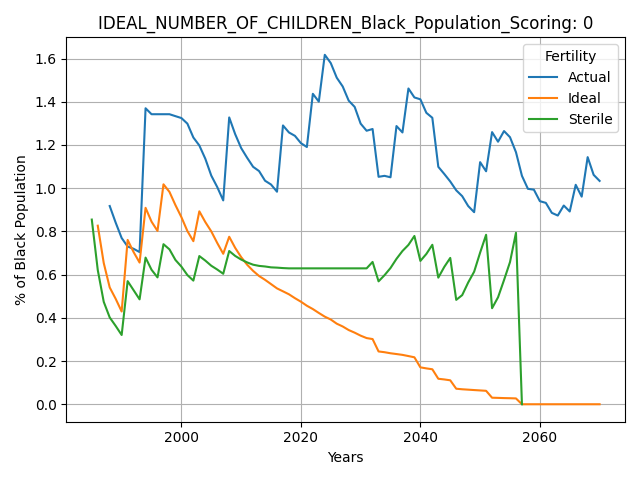 IDEAL_NUMBER_OF_CHILDREN_Black_Population_Scoring: 0
Fertility
Actual
Ideal
Sterile
% of Black Population
1.6
1.4
1.2
1.0
0.8
0.6
0.4
0.2
0.0
2000 2020 2040 2060
Years